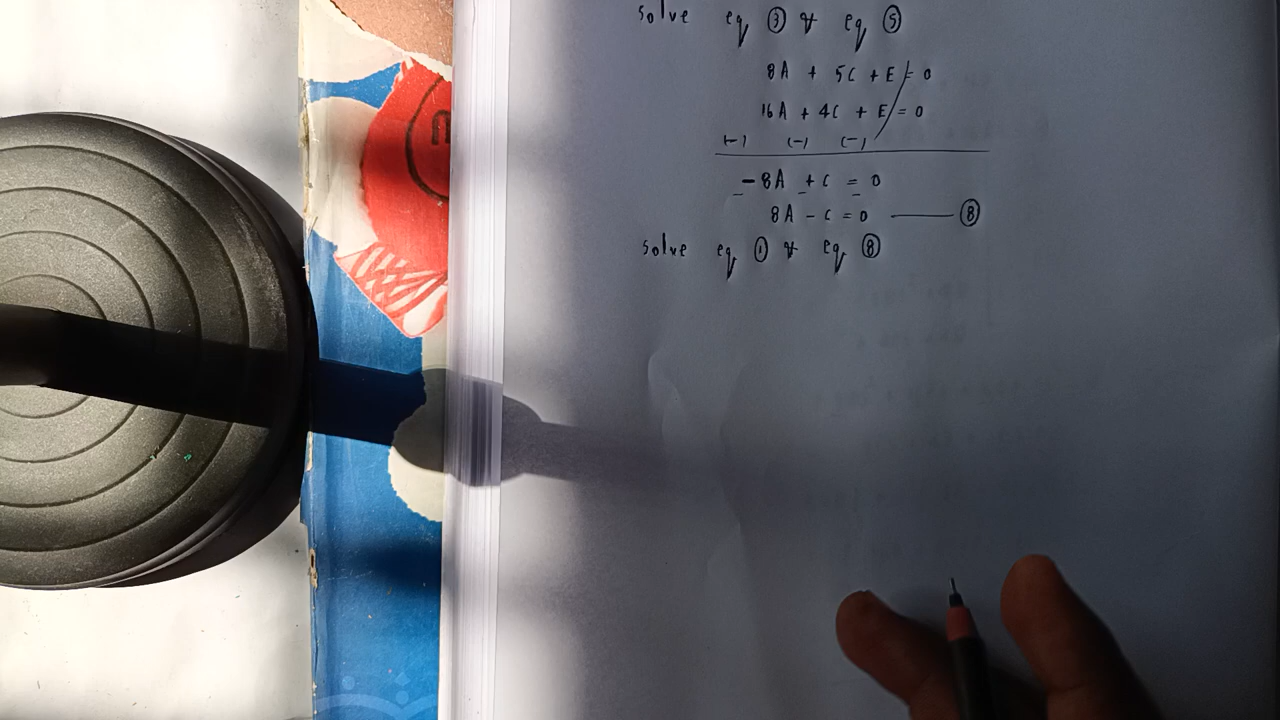 solve eq ③ & eq ⑤
8A + 5C + E = 0
16A + 4C + E = 0
(-) (-) (-)
-8A + C = 0
8A - C = 0 —— ⑧
solve eq ① & eq ⑧